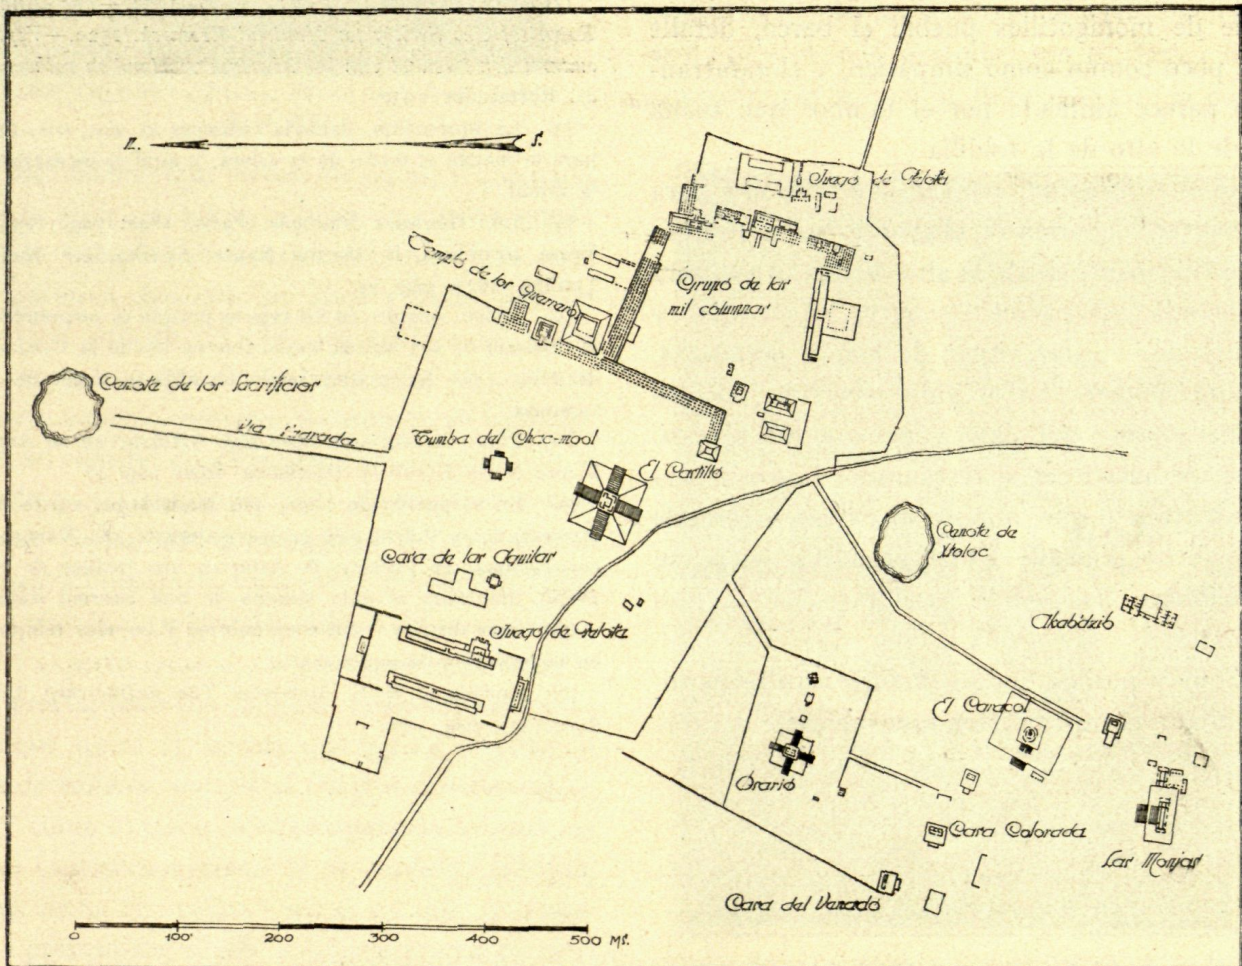 N.
S.
Juego de Pelota
Templo de los Guerreros
Grupo de las
mil columnas
Cenote de los Sacrificios
Via Sagrada
Tumba del Chac-mool
El Castillo
Cenote de
Xtoloc
Casa de las Aguilas
Akabdzib
Juego de Pelota
El Caracol
Osario
Casa Colorada
Las Monjas
Casa del Venado
0 100 200 300 400 500 MS.